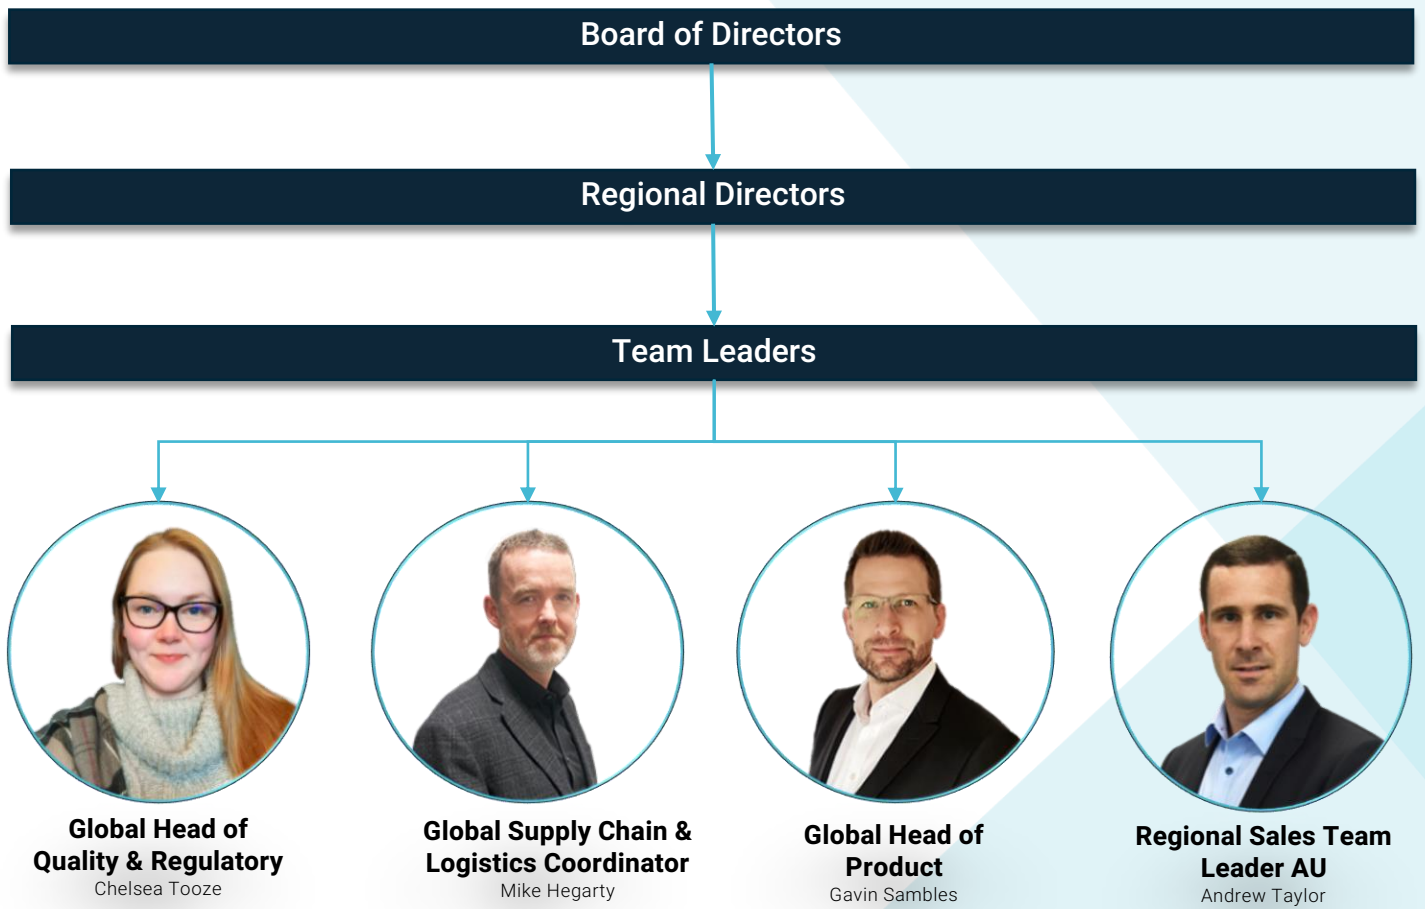 Board of Directors
Regional Directors
Team Leaders
Global Head of
Quality & Regulatory
Chelsea Tooze
Global Supply Chain &
Logistics Coordinator
Mike Hegarty
Global Head of
Product
Gavin Sambles
Regional Sales Team
Leader AU
Andrew Taylor